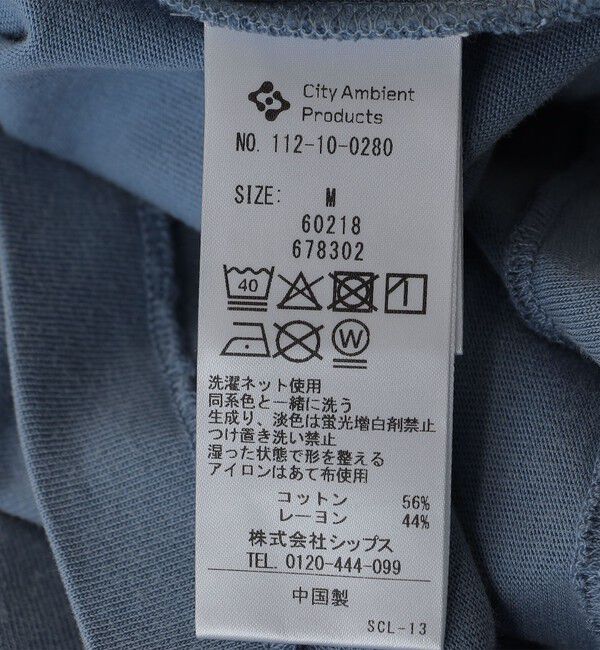 City Ambient
Products
NO. 112-10-0280
SIZE: M
60218
678302
40
W
洗濯ネット使用
同系色と一緒に洗う
生成り、淡色は蛍光増白剤禁止
つけ置き洗い禁止
湿った状態で形を整える
アイロンはあて布使用
コットン 56%
レーヨン 44%
株式会社シップス
TEL. 0120-444-099
中国製
SCL-13